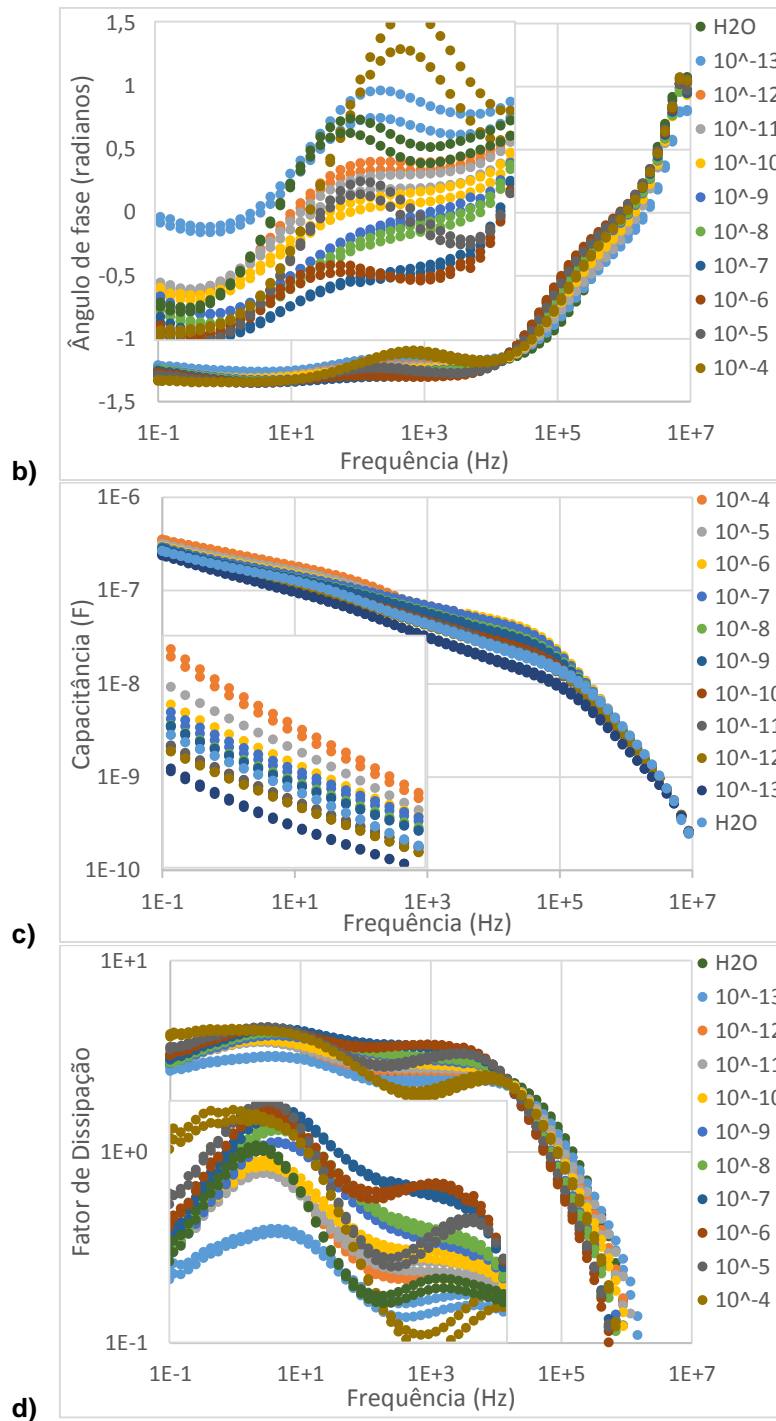 1,5
1
0,5
0
-0,5
-1
-1,5
Ângulo de fase (radianos)
1E-1
1E+1
1E+3
1E+5
1E+7
Frequência (Hz)
H2O
10^-13
10^-12
10^-11
10^-10
10^-9
10^-8
10^-7
10^-6
10^-5
10^-4
b)
1E-6
1E-7
1E-8
1E-9
1E-10
Capacitância (F)
1E-1
1E+1
1E+3
1E+5
1E+7
Frequência (Hz)
10^-4
10^-5
10^-6
10^-7
10^-8
10^-9
10^-10
10^-11
10^-12
10^-13
H2O
c)
1E+1
1E+0
1E-1
Fator de Dissipação
1E-1
1E+1
1E+3
1E+5
1E+7
Frequência (Hz)
H2O
10^-13
10^-12
10^-11
10^-10
10^-9
10^-8
10^-7
10^-6
10^-5
10^-4
d)